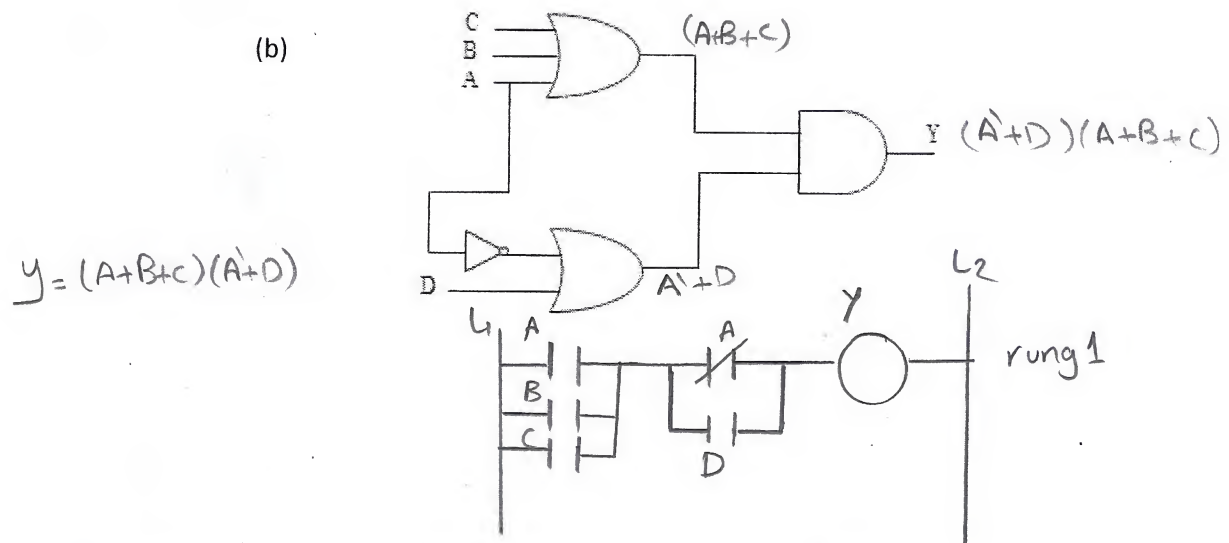 (b)
C
B
A
(A+B+C)
Y (A'+D)(A+B+C)
D
A'+D
y = (A+B+C)(A'+D)
L1
L2
A
A
Y
rung 1
B
C
D